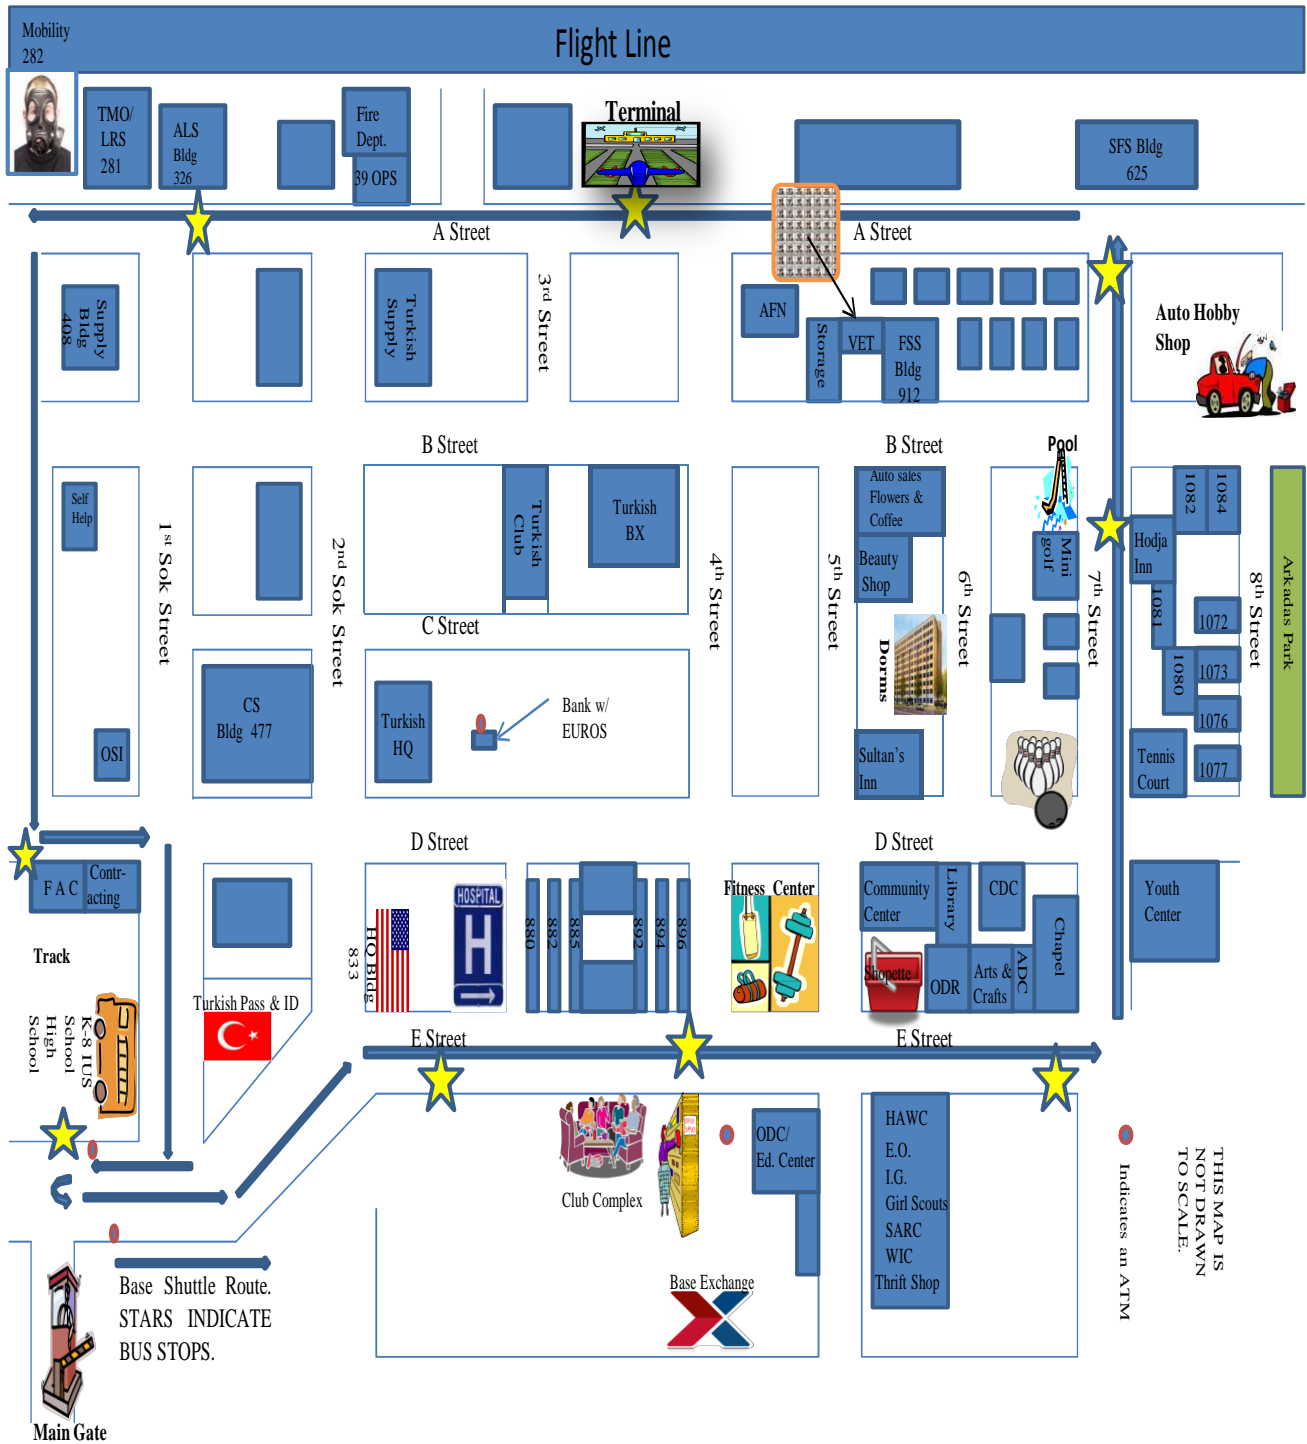 Mobility
282
Flight Line
TMO/
LRS
281
ALS
Bldg
326
Fire
Dept.
39 OPS
Terminal
SFS Bldg
625
A Street
A Street
Supply
Bldg
408
Turkish
Supply
3rd Street
AFN
Storage
VET
FSS
Bldg
912
Auto Hobby
Shop
B Street
B Street
Pool
Self
Help
1st Sok Street
2nd Sok Street
Turkish
Club
Turkish
BX
4th Street
5th Street
Auto sales
Flowers &
Coffee
Beauty
Shop
Dorms
6th Street
Mini
golf
7th Street
Hodja
Inn
1082
1084
1081
1072
1080
1073
1076
1077
8th Street
Arkadas Park
C Street
CS
Bldg 477
OSI
Turkish
HQ
Bank w/
EUROS
Sultan's
Inn
Tennis
Court
D Street
D Street
F A C
Contr-
acting
HQ Bldg
833
HOSPITAL
H
880
882
885
892
894
896
Fitness Center
Community
Center
Library
CDC
Chapel
Shopette
ODR
Arts &
Crafts
ADC
Youth
Center
Track
K-8 IUS
School
High
School
Turkish Pass & ID
E Street
E Street
Club Complex
ODC/
Ed. Center
HAWC
E.O.
I.G.
Girl Scouts
SARC
WIC
Thrift Shop
Base Exchange
Indicates an ATM
THIS MAP IS
NOT DRAWN
TO SCALE.
Base Shuttle Route.
STARS INDICATE
BUS STOPS.
Main Gate